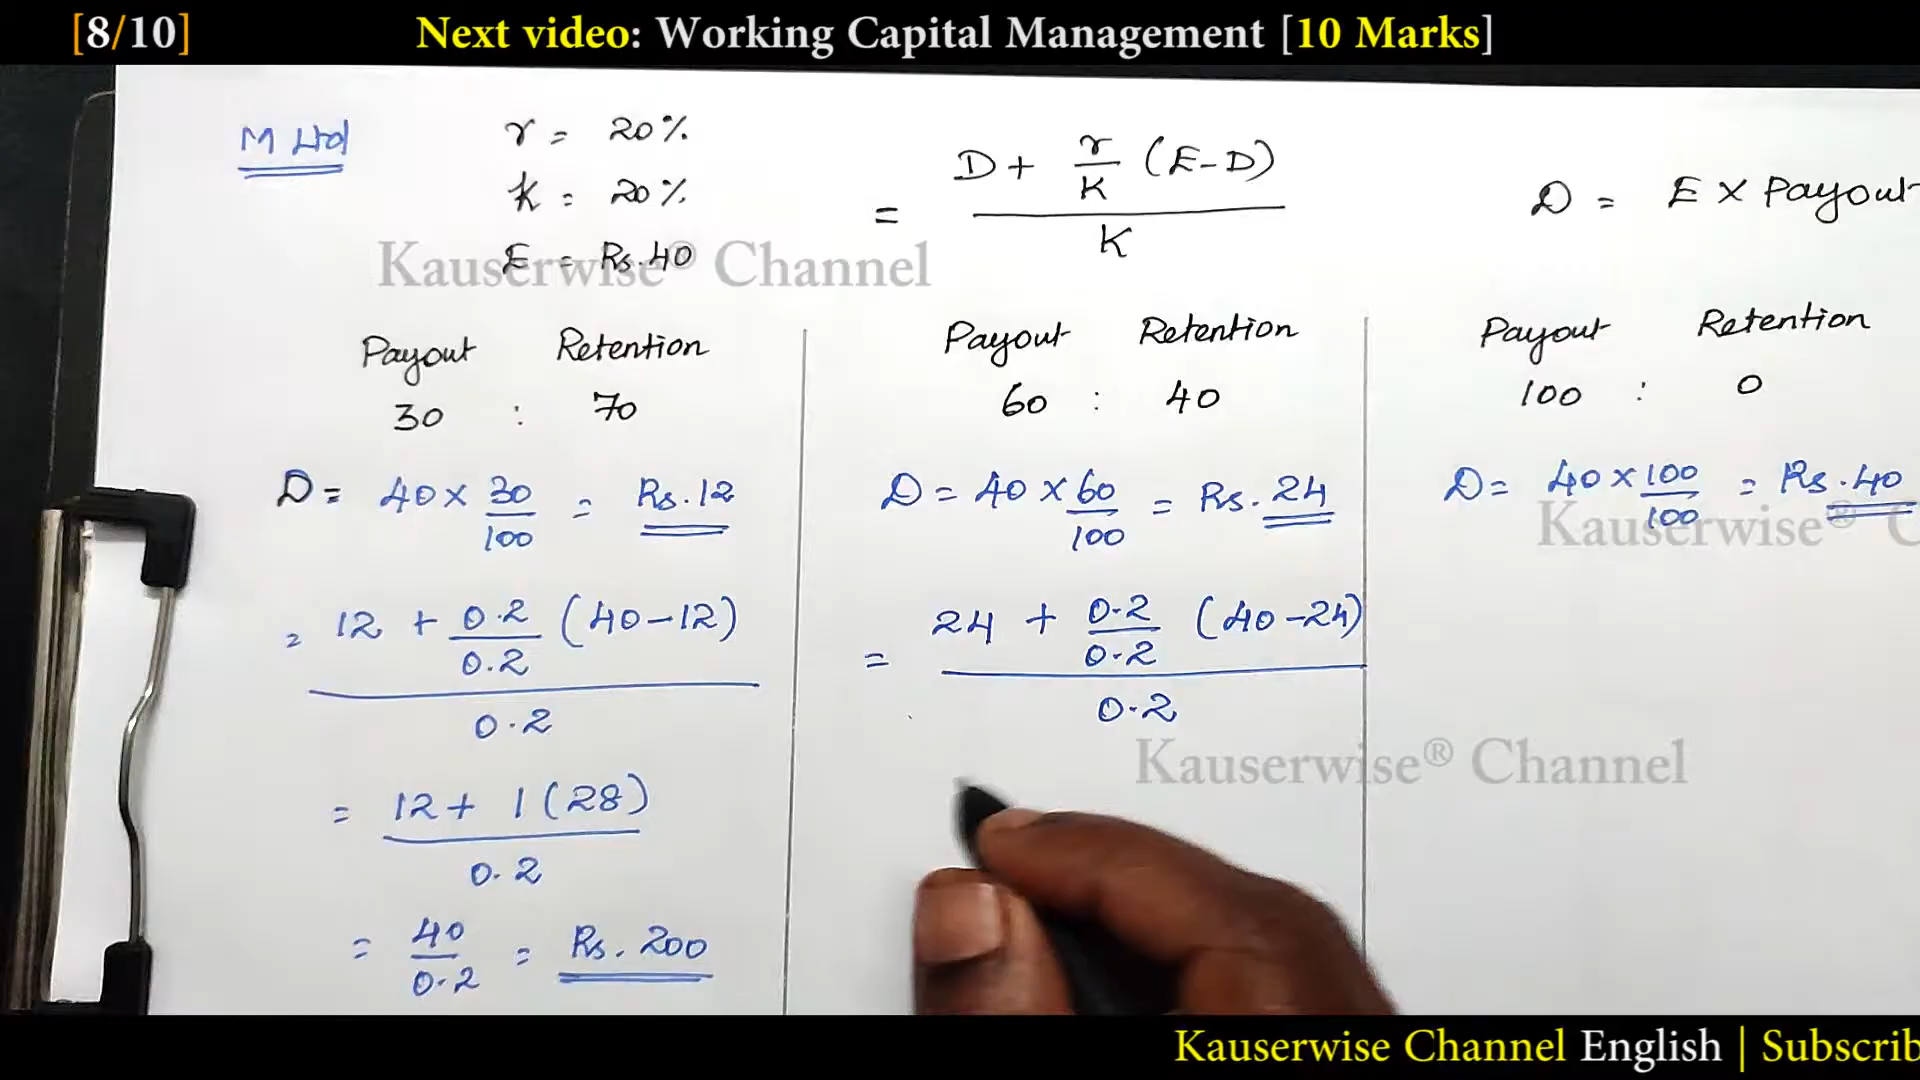 [8/10] Next video: Working Capital Management [10 Marks]
M Ltd
r = 20%
k = 20%
E = Rs.40
= D + r/K (E-D) / K
D = E x Payout
Kauserwise® Channel
Payout Retention
30 : 70
D = 40 x 30/100 = Rs.12
= 12 + 0.2/0.2 (40-12) / 0.2
= 12 + 1(28) / 0.2
= 40/0.2 = Rs. 200
Payout Retention
60 : 40
D = 40 x 60/100 = Rs. 24
= 24 + 0.2/0.2 (40-24) / 0.2
Payout Retention
100 : 0
D = 40 x 100/100 = Rs.40
Kauserwise® C
Kauserwise® Channel
Kauserwise Channel English | Subscrib